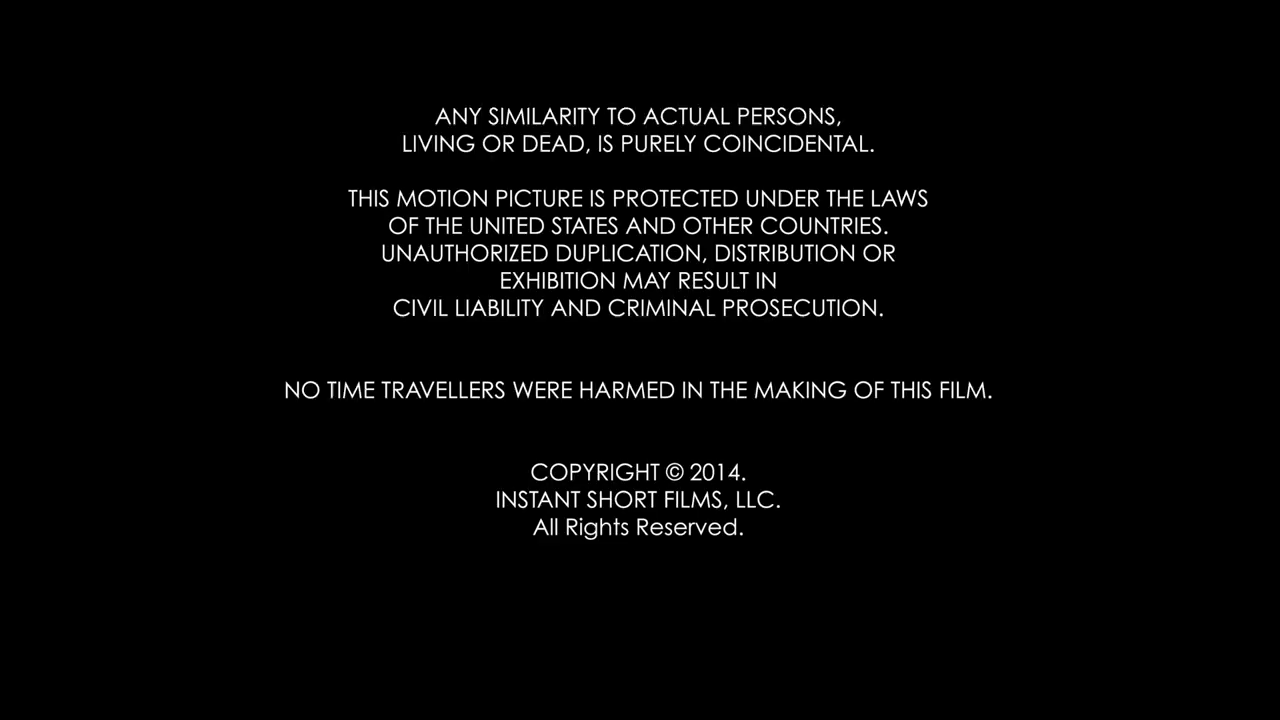 ANY SIMILARITY TO ACTUAL PERSONS,
LIVING OR DEAD, IS PURELY COINCIDENTAL.
THIS MOTION PICTURE IS PROTECTED UNDER THE LAWS
OF THE UNITED STATES AND OTHER COUNTRIES.
UNAUTHORIZED DUPLICATION, DISTRIBUTION OR
EXHIBITION MAY RESULT IN
CIVIL LIABILITY AND CRIMINAL PROSECUTION.
NO TIME TRAVELLERS WERE HARMED IN THE MAKING OF THIS FILM.
COPYRIGHT © 2014.
INSTANT SHORT FILMS, LLC.
All Rights Reserved.